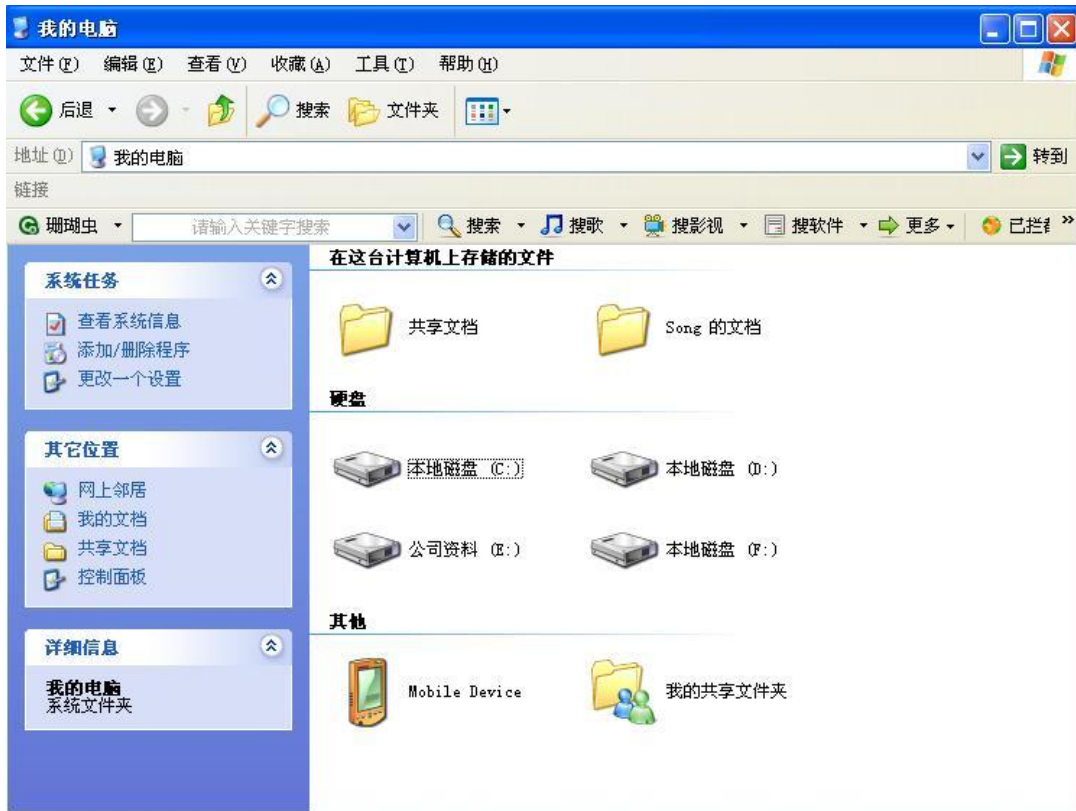 我的电脑
文件(F) 编辑(E) 查看(V) 收藏(A) 工具(T) 帮助(H)
后退 搜索 文件夹
地址(D) 我的电脑 转到
链接
珊瑚虫 请输入关键字搜索 搜索 搜歌 搜影视 搜软件 更多 已拦
系统任务
查看系统信息
添加/删除程序
更改一个设置
其它位置
网上邻居
我的文档
共享文档
控制面板
详细信息
我的电脑
系统文件夹
在这台计算机上存储的文件
共享文档 Song 的文档
硬盘
本地磁盘 (C:) 本地磁盘 (D:)
公司资料 (E:) 本地磁盘 (F:)
其他
Mobile Device 我的共享文件夹